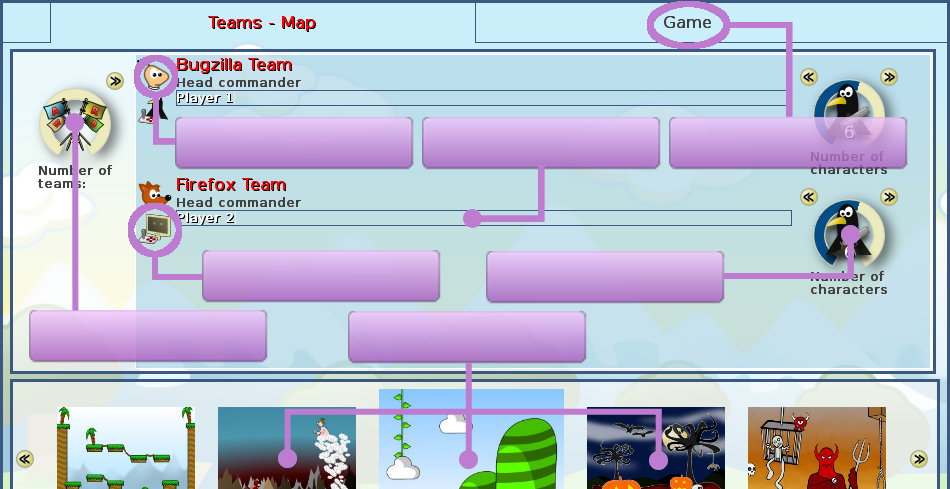 Teams - Map
Game
Bugzilla Team
Head commander
Player 1
6
Number of
characters
Number of
teams:
Firefox Team
Head commander
Player 2
Number of
characters